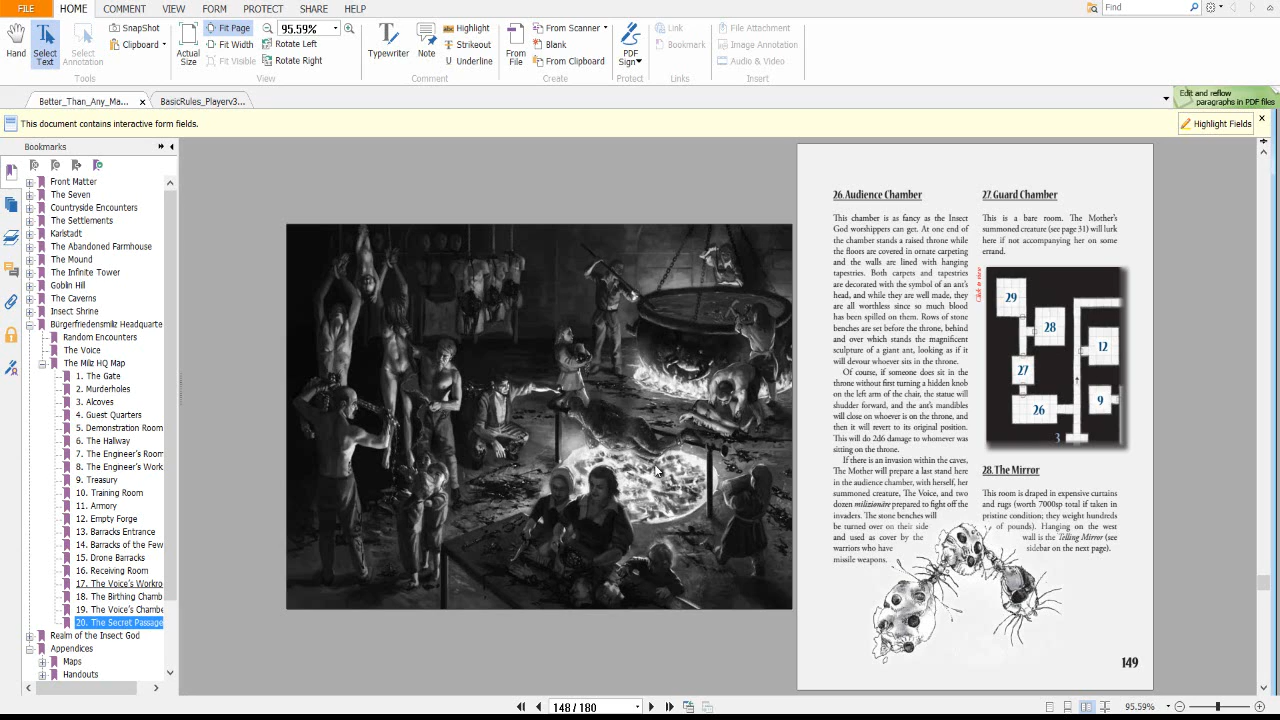 FILE HOME COMMENT VIEW FORM PROTECT SHARE HELP Find
Hand
Select Text
Select Annotation
SnapShot
Clipboard
Tools
Actual Size
Fit Page
Fit Width
Fit Visible
95.59%
Rotate Left
Rotate Right
View
Typewriter
Note
Highlight
Strikeout
Underline
Comment
From File
From Scanner
Blank
From Clipboard
Create
PDF Sign
Protect
Link
Bookmark
Links
File Attachment
Image Annotation
Audio & Video
Insert
Better_Than_Any_Ma...
BasicRules_Playerv3...
Edit and reflow
paragraphs in PDF files
This document contains interactive form fields.
Highlight Fields
Bookmarks
Front Matter
The Seven
Countryside Encounters
The Settlements
Karlstadt
The Abandoned Farmhouse
The Mound
The Infinite Tower
Goblin Hill
The Caverns
Insect Shrine
Bürgerfriedensmiliz Headquarte
Random Encounters
The Voice
The Miliz HQ Map
1. The Gate
2. Murderholes
3. Alcoves
4. Guest Quarters
5. Demonstration Room
6. The Hallway
7. The Engineer's Room
8. The Engineer's Work
9. Treasury
10. Training Room
11. Armory
12. Empty Forge
13. Barracks Entrance
14. Barracks of the Few
15. Drone Barracks
16. Receiving Room
17. The Voice's Workro
18. The Birthing Chamb
19. The Voice's Chambe
20. The Secret Passage
Realm of the Insect God
Appendices
Maps
Handouts
26. Audience Chamber
This chamber is as fancy as the Insect
God worshippers can get. At one end of
the chamber stands a raised throne while
the floors are covered in ornate carpeting
and the walls are lined with hanging
tapestries. Both carpets and tapestries
are decorated with the symbol of an ant's
head, and while they are well made, they
are all worthless since so much blood
has been spilled on them. Rows of stone
benches are set before the throne, behind
and over which stands the magnificent
sculpture of a giant ant, looking as if it
will devour whoever sits in the throne.
Of course, if someone does sit in the
throne without first turning a hidden knob
on the left arm of the chair, the statue will
shudder forward, and the ant's mandibles
will close on whoever is on the throne, and
then it will revert to its original position.
This will do 2d6 damage to whomever was
sitting on the throne.
If there is an invasion within the caves,
The Mother will prepare a last stand here
in the audience chamber, with herself, her
summoned creature, The Voice, and two
dozen milizionäre prepared to fight off the
invaders. The stone benches will
be turned over on their side
and used as cover by the
warriors who have
missile weapons.
27. Guard Chamber
This is a bare room. The Mother's
summoned creature (see page 31) will lurk
here if not accompanying her on some
errand.
Click to view
29
28
12
27
9
26
3
28. The Mirror
This room is draped in expensive curtains
and rugs (worth 7000sp total if taken in
pristine condition; they weight hundreds
of pounds). Hanging on the west
wall is the Telling Mirror (see
sidebar on the next page).
149
148 / 180
95.59%